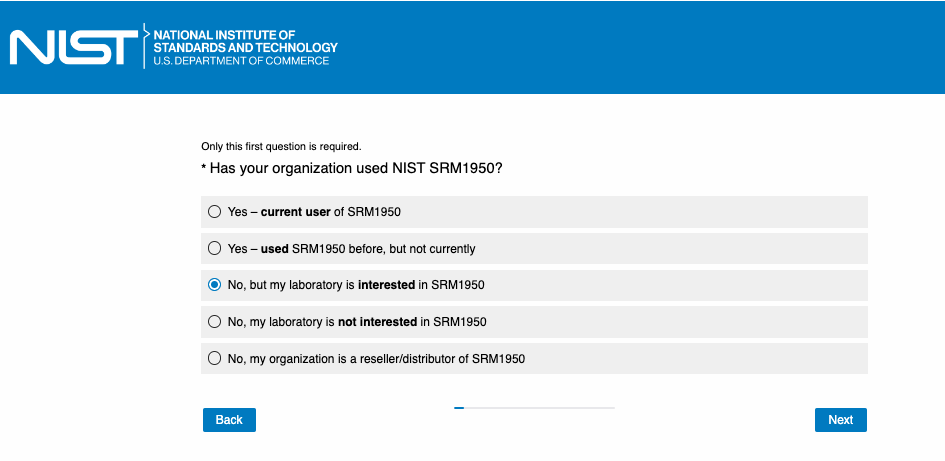 NIST
NATIONAL INSTITUTE OF
STANDARDS AND TECHNOLOGY
U.S. DEPARTMENT OF COMMERCE
Only this first question is required.
* Has your organization used NIST SRM1950?
Yes – current user of SRM1950
Yes – used SRM1950 before, but not currently
No, but my laboratory is interested in SRM1950
No, my laboratory is not interested in SRM1950
No, my organization is a reseller/distributor of SRM1950
Back
Next